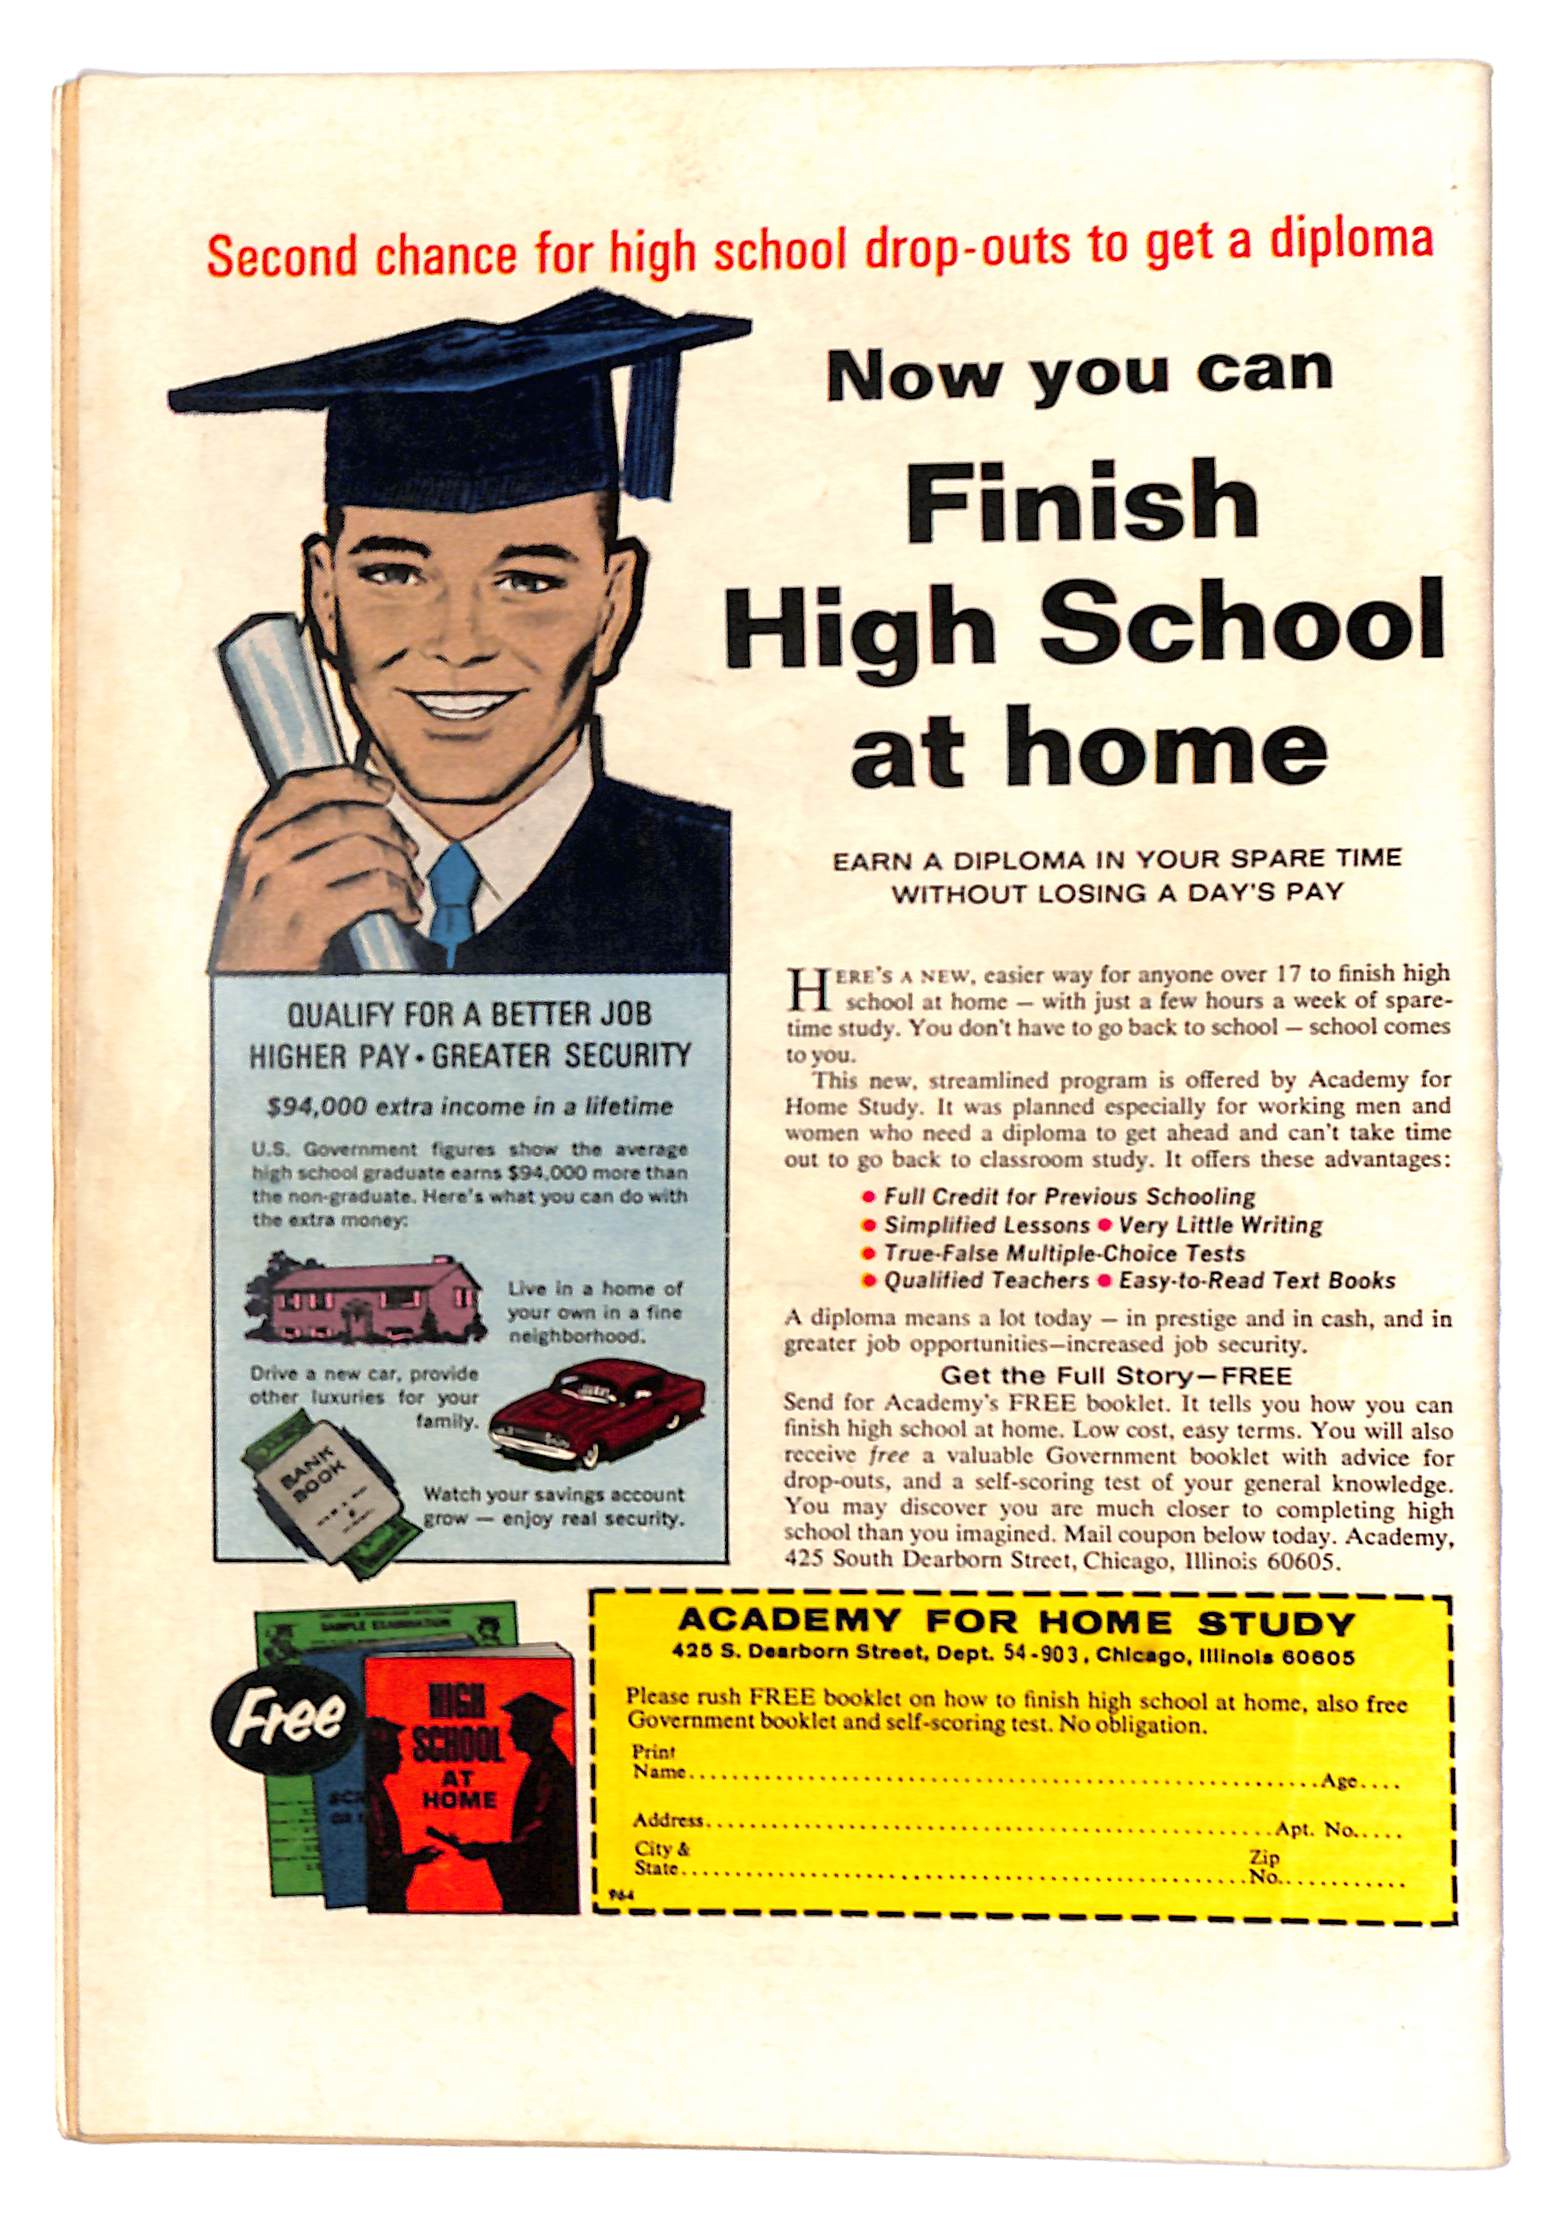 Second chance for high school drop-outs to get a diploma
Now you can
Finish
High School
at home
EARN A DIPLOMA IN YOUR SPARE TIME
WITHOUT LOSING A DAY'S PAY
HERE'S A NEW, easier way for anyone over 17 to finish high
school at home — with just a few hours a week of spare-
time study. You don't have to go back to school — school comes
to you.
This new, streamlined program is offered by Academy for
Home Study. It was planned especially for working men and
women who need a diploma to get ahead and can't take time
out to go back to classroom study. It offers these advantages:
• Full Credit for Previous Schooling
• Simplified Lessons • Very Little Writing
• True-False Multiple-Choice Tests
• Qualified Teachers • Easy-to-Read Text Books
A diploma means a lot today — in prestige and in cash, and in
greater job opportunities—increased job security.
Get the Full Story—FREE
Send for Academy's FREE booklet. It tells you how you can
finish high school at home. Low cost, easy terms. You will also
receive free a valuable Government booklet with advice for
drop-outs, and a self-scoring test of your general knowledge.
You may discover you are much closer to completing high
school than you imagined. Mail coupon below today. Academy,
425 South Dearborn Street, Chicago, Illinois 60605.
QUALIFY FOR A BETTER JOB
HIGHER PAY • GREATER SECURITY
$94,000 extra income in a lifetime
U.S. Government figures show the average
high school graduate earns $94,000 more than
the non-graduate. Here's what you can do with
the extra money:
Live in a home of
your own in a fine
neighborhood.
Drive a new car, provide
other luxuries for your
family.
BANK
BOOK
Watch your savings account
grow — enjoy real security.
SAMPLE EXAMINATION
Free
HIGH
SCHOOL
AT
HOME
ACADEMY FOR HOME STUDY
425 S. Dearborn Street, Dept. 54-903, Chicago, Illinois 60605
Please rush FREE booklet on how to finish high school at home, also free
Government booklet and self-scoring test. No obligation.
Print
Name............................................................Age....
Address......................................................Apt. No.....
City &
State......................................................
Zip
No............
964